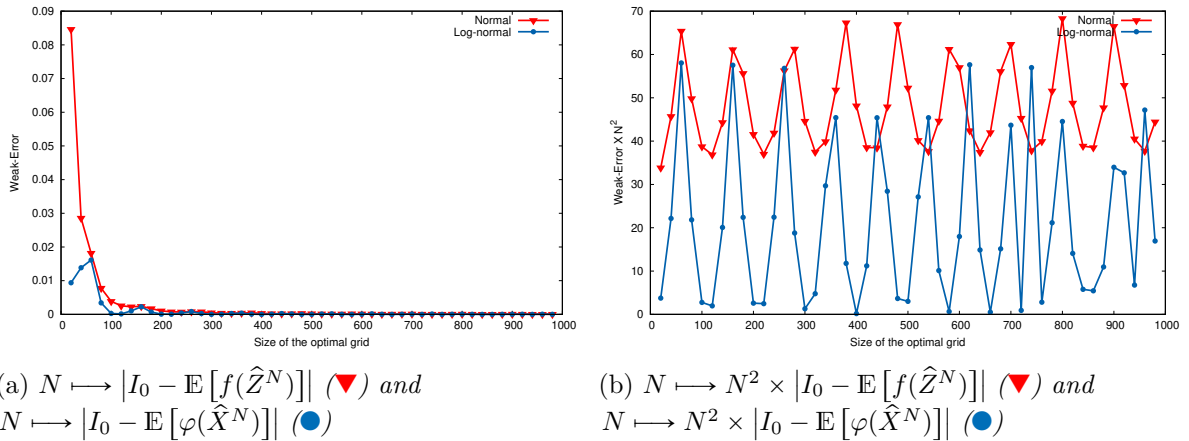 0.09
0.08
0.07
0.06
0.05
0.04
0.03
0.02
0.01
0
Weak-Error
0 100 200 300 400 500 600 700 800 900 1000
Size of the optimal grid
Normal
Log-normal
70
60
50
40
30
20
10
0
Weak-Error X N²
0 100 200 300 400 500 600 700 800 900 1000
Size of the optimal grid
Normal
Log-normal
(a) N ⟼ |I₀ − 𝔼[f(Ẑᴺ)]| (▼) and
N ⟼ |I₀ − 𝔼[φ(X̂ᴺ)]| (●)
(b) N ⟼ N² × |I₀ − 𝔼[f(Ẑᴺ)]| (▼) and
N ⟼ N² × |I₀ − 𝔼[φ(X̂ᴺ)]| (●)